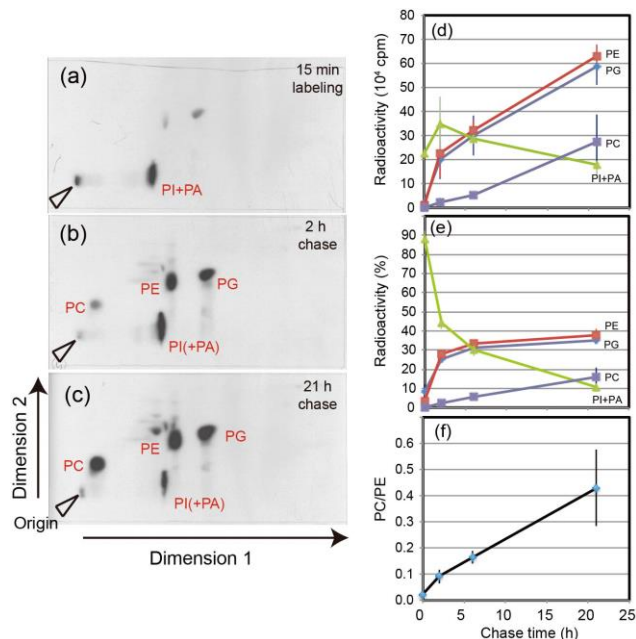 (a)
15 min
labeling
PI+PA
(b)
2 h
chase
PC
PE
PG
PI(+PA)
(c)
21 h
chase
PC
PE
PG
PI(+PA)
Dimension 2
Origin
Dimension 1
(d)
Radioactivity (10⁴ cpm)
80
70
60
50
40
30
20
10
0
PE
PG
PC
PI+PA
(e)
Radioactivity (%)
90
80
70
60
50
40
30
20
10
0
PE
PG
PC
PI+PA
(f)
PC/PE
0.6
0.5
0.4
0.3
0.2
0.1
0.0
0 5 10 15 20 25
Chase time (h)